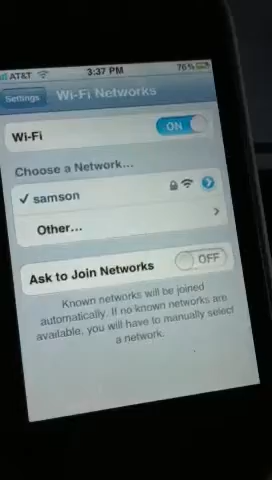 AT&T 3:37 PM 76%
Settings Wi-Fi Networks
Wi-Fi ON
Choose a Network...
samson
Other...
Ask to Join Networks OFF
Known networks will be joined
automatically. If no known networks are
available, you will have to manually select
a network.